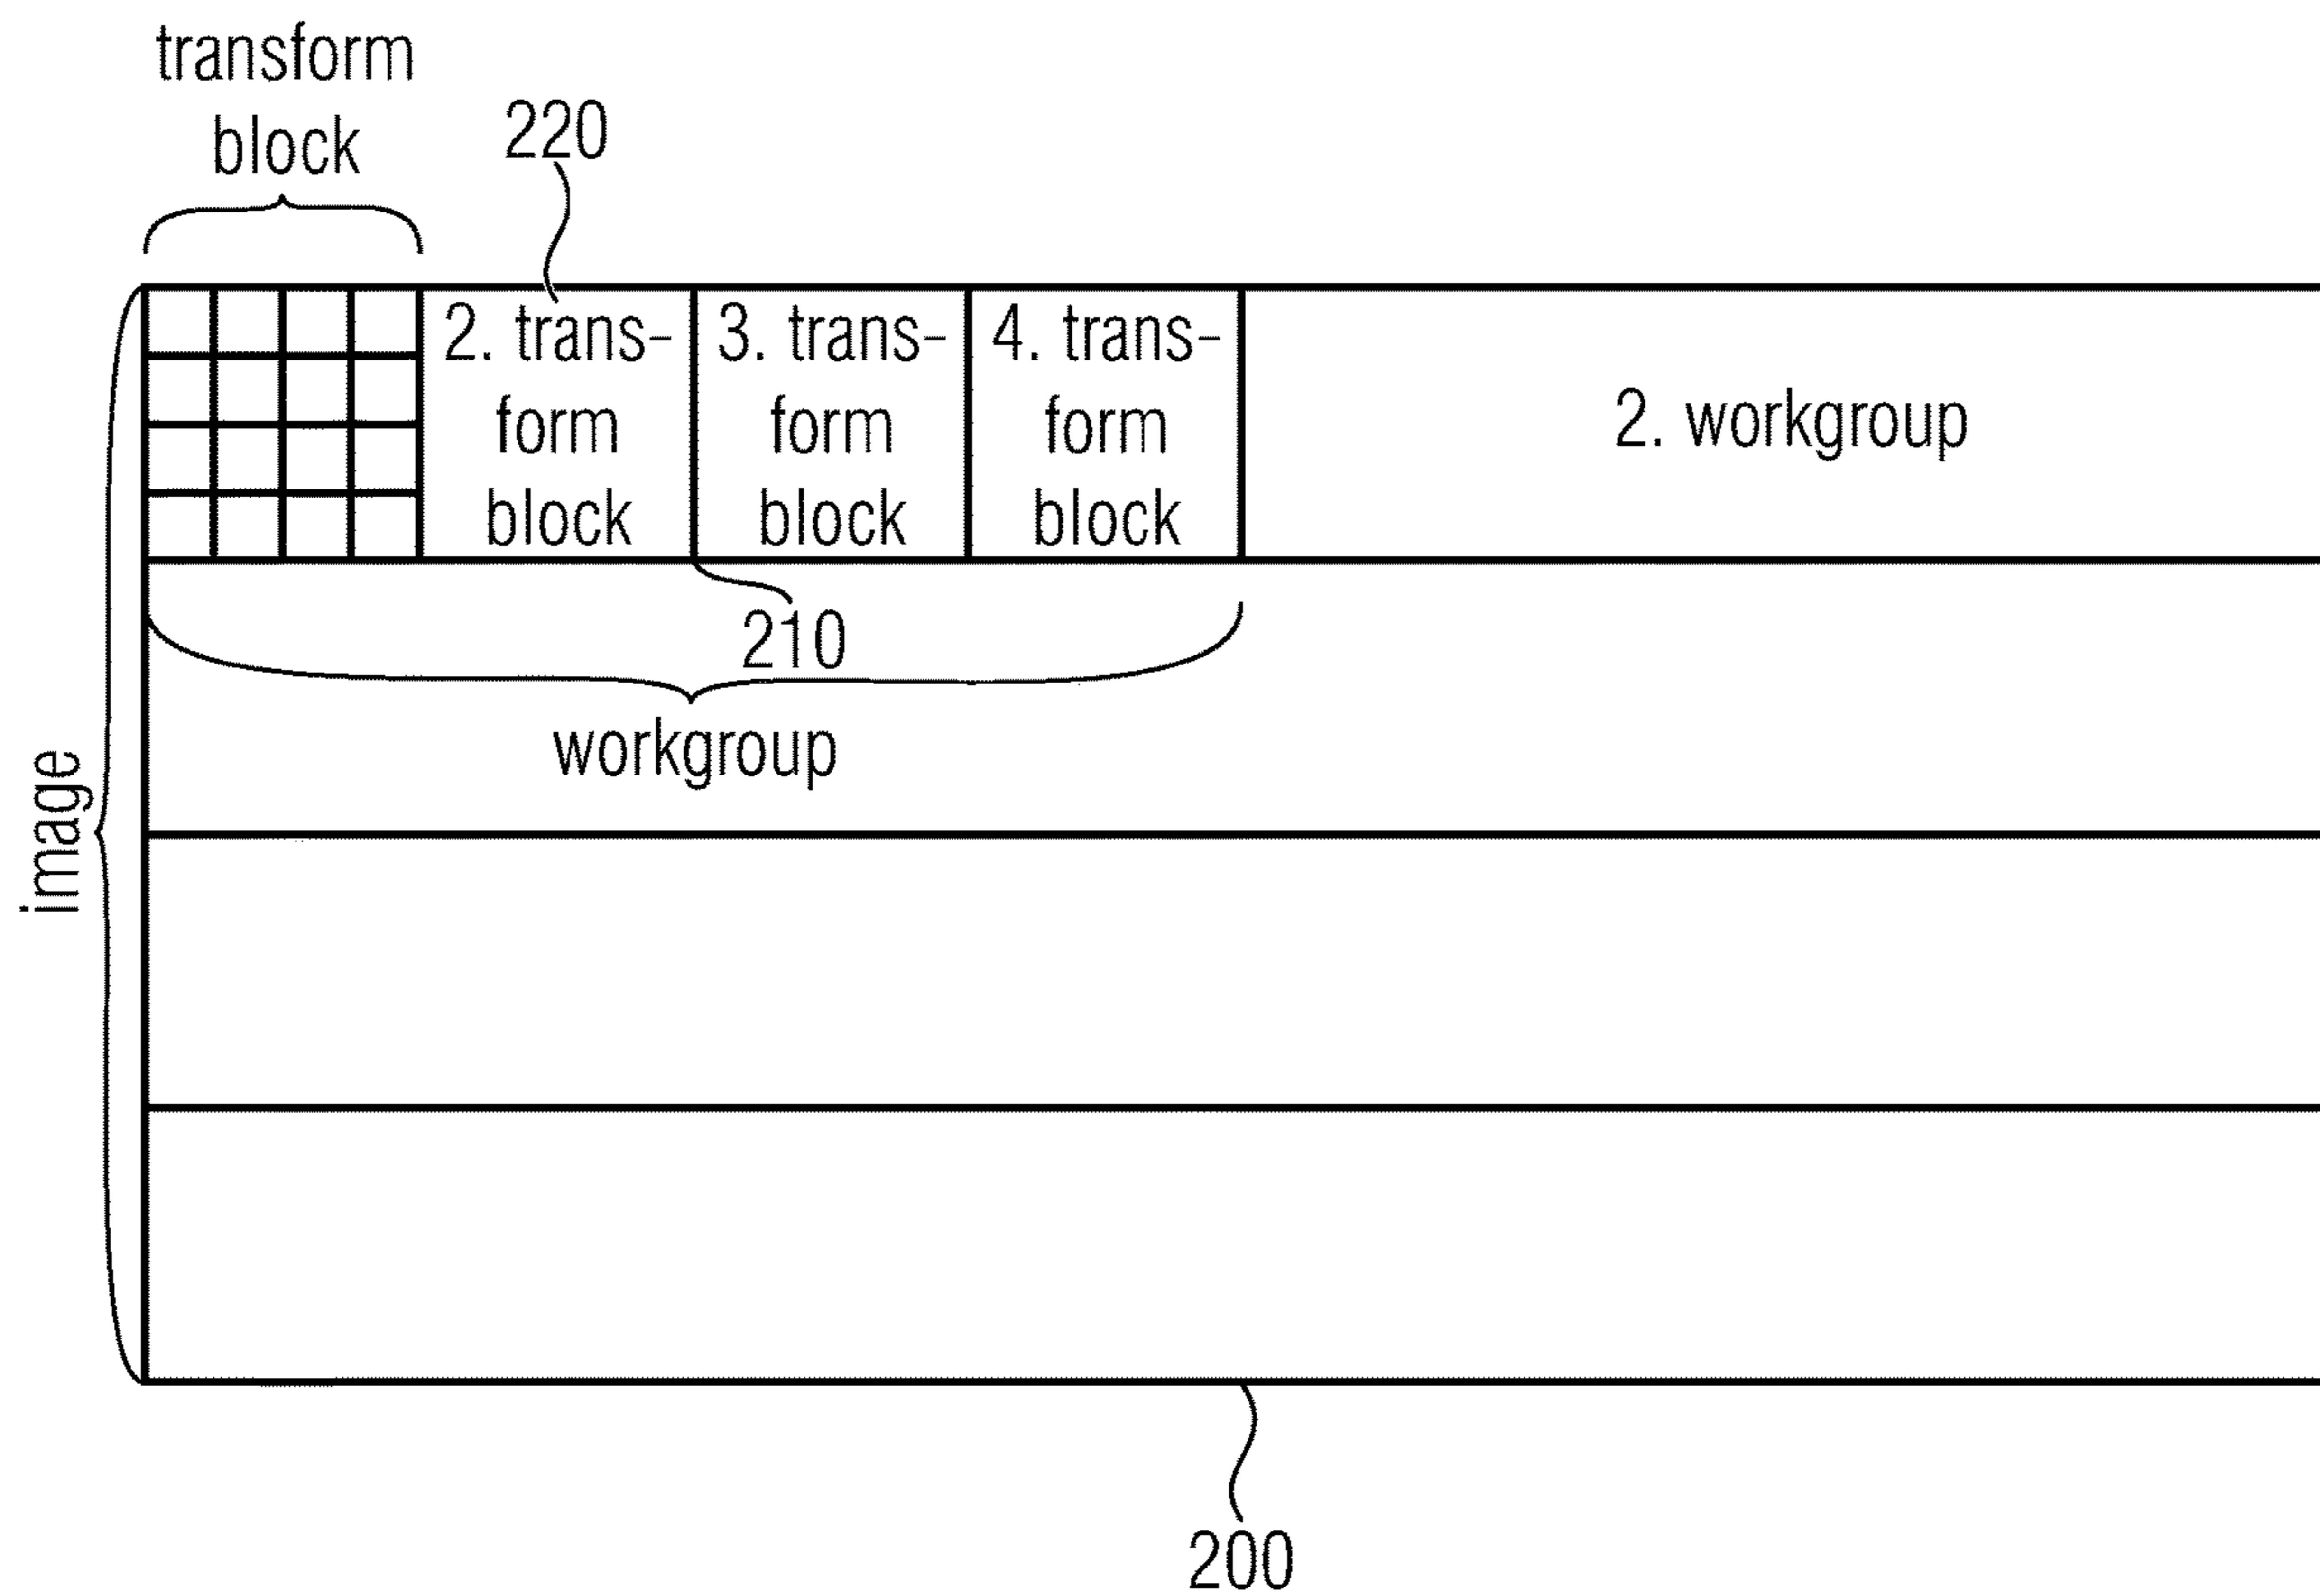 transform
block
220
2. trans-
form
block
3. trans-
form
block
4. trans-
form
block
2. workgroup
210
workgroup
image
200